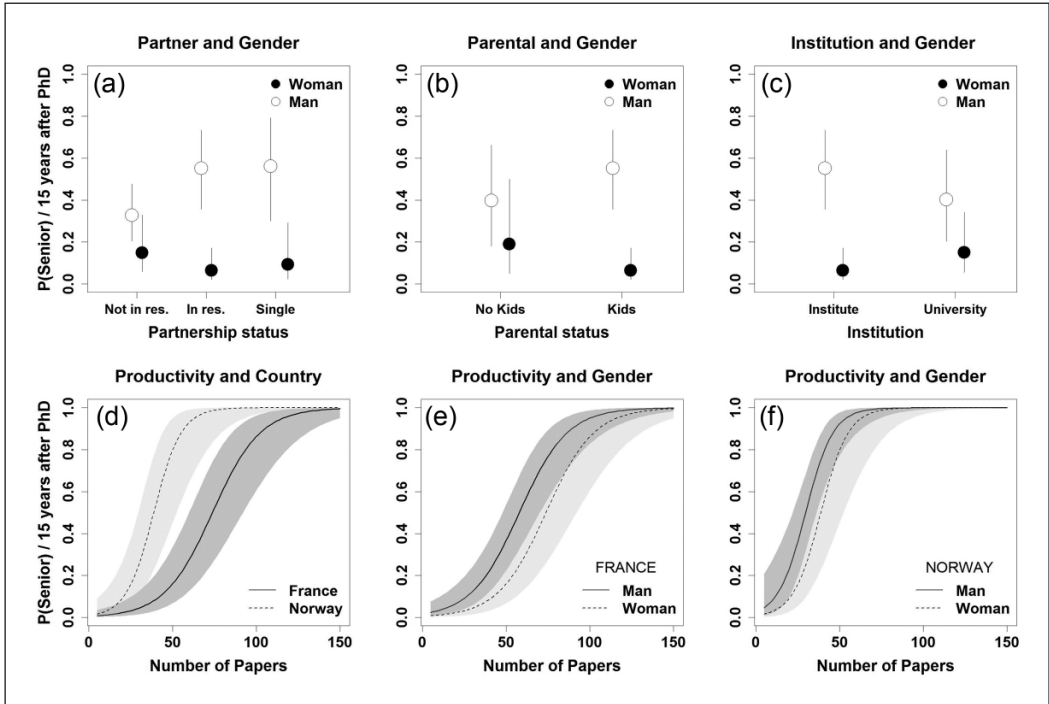 Partner and Gender
(a)
Woman
Man
P(Senior) / 15 years after PhD
0.0 0.2 0.4 0.6 0.8 1.0
Not in res. In res. Single
Partnership status
Parental and Gender
(b)
Woman
Man
0.0 0.2 0.4 0.6 0.8 1.0
No Kids Kids
Parental status
Institution and Gender
(c)
Woman
Man
0.0 0.2 0.4 0.6 0.8 1.0
Institute University
Institution
Productivity and Country
(d)
P(Senior) / 15 years after PhD
0.0 0.2 0.4 0.6 0.8 1.0
France
Norway
0 50 100 150
Number of Papers
Productivity and Gender
(e)
0.0 0.2 0.4 0.6 0.8 1.0
FRANCE
Man
Woman
0 50 100 150
Number of Papers
Productivity and Gender
(f)
0.0 0.2 0.4 0.6 0.8 1.0
NORWAY
Man
Woman
0 50 100 150
Number of Papers